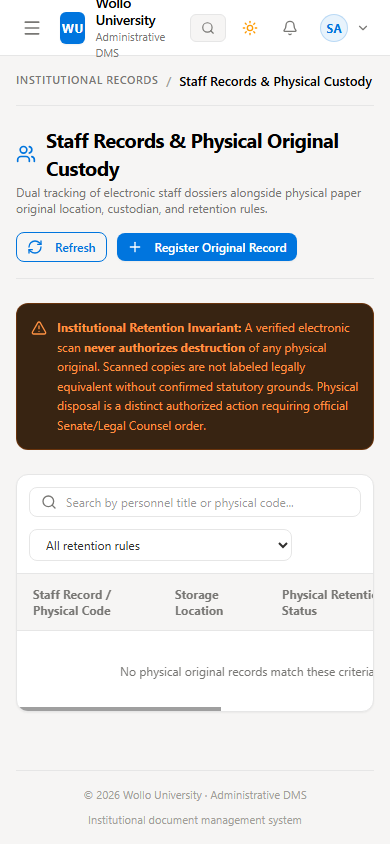 Wollo
University
Administrative
DMS
WU
SA
INSTITUTIONAL RECORDS / Staff Records & Physical Custody
Staff Records & Physical Original
Custody
Dual tracking of electronic staff dossiers alongside physical paper
original location, custodian, and retention rules.
Refresh
Register Original Record
Institutional Retention Invariant: A verified electronic
scan never authorizes destruction of any physical
original. Scanned copies are not labeled legally
equivalent without confirmed statutory grounds. Physical
disposal is a distinct authorized action requiring official
Senate/Legal Counsel order.
Search by personnel title or physical code...
All retention rules
Staff Record /
Physical Code
Storage
Location
Physical Retentio
Status
No physical original records match these criteria
© 2026 Wollo University · Administrative DMS
Institutional document management system